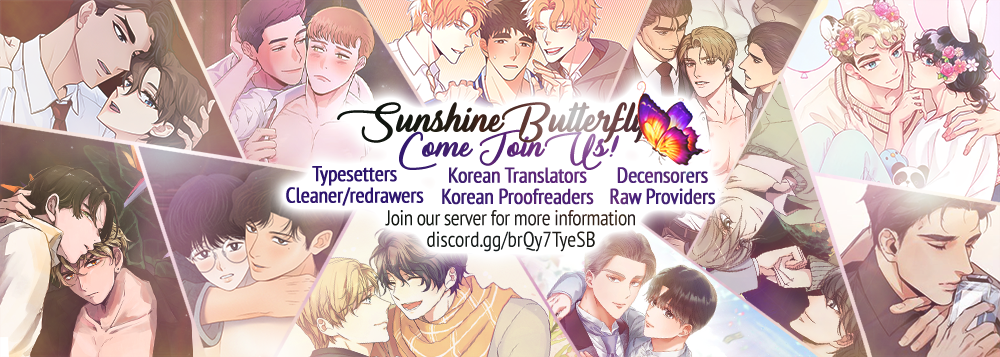 Sunshine Butterfly
Come Join Us!
Typesetters Korean Translators Decensorers
Cleaner/redrawers Korean Proofreaders Raw Providers
Join our server for more information
discord.gg/brQy7TyeSB